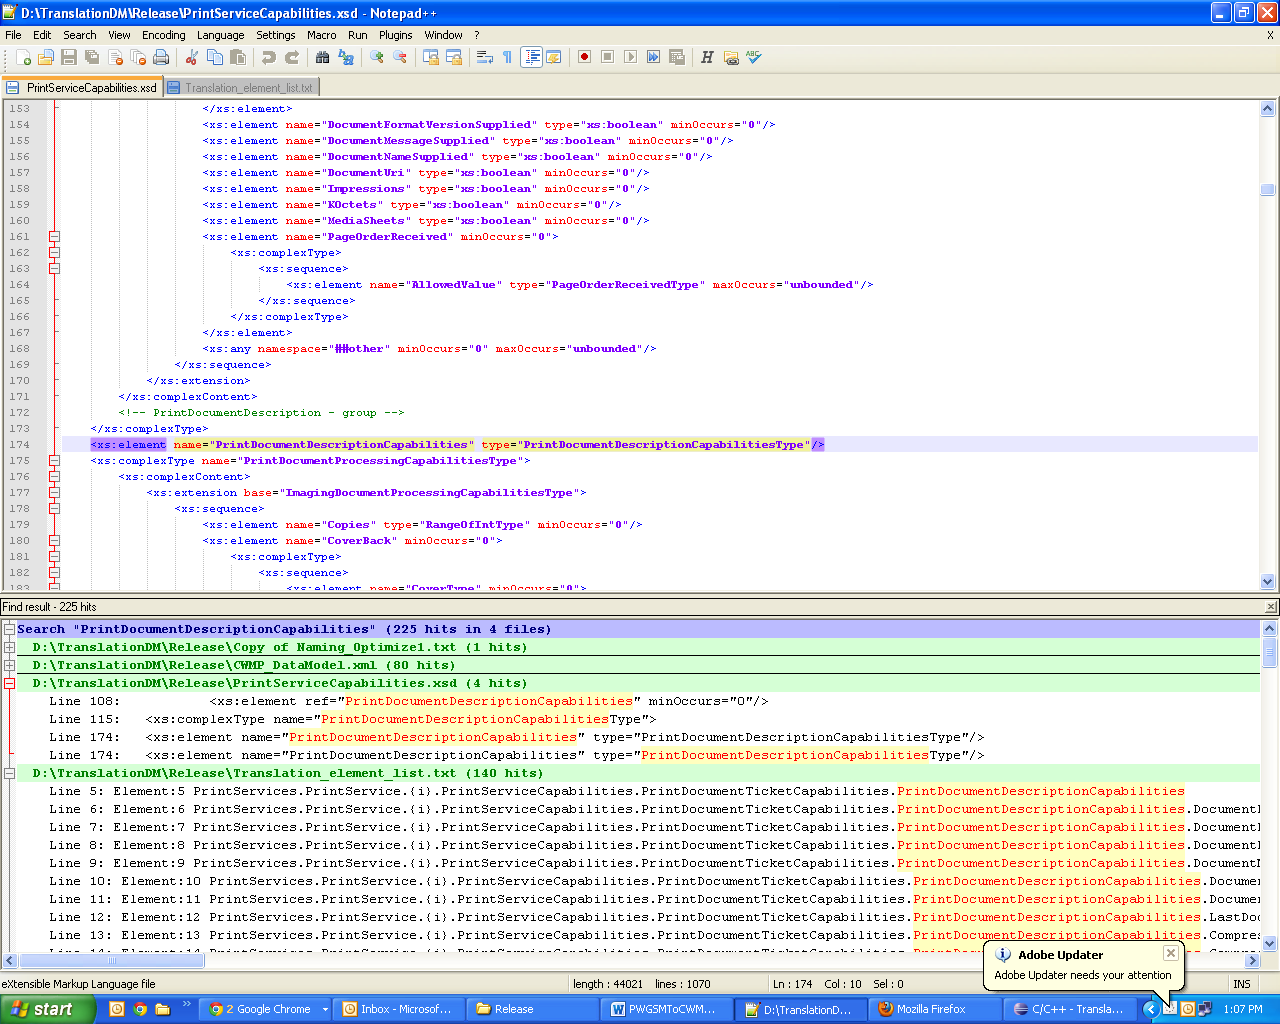 D:\TranslationDM\Release\PrintServiceCapabilities.xsd - Notepad++
File Edit Search View Encoding Language Settings Macro Run Plugins Window ? X
PrintServiceCapabilities.xsd Translation_element_list.txt
153 </xs:element>
154 <xs:element name="DocumentFormatVersionSupplied" type="xs:boolean" minOccurs="0"/>
155 <xs:element name="DocumentMessageSupplied" type="xs:boolean" minOccurs="0"/>
156 <xs:element name="DocumentNameSupplied" type="xs:boolean" minOccurs="0"/>
157 <xs:element name="DocumentUri" type="xs:boolean" minOccurs="0"/>
158 <xs:element name="Impressions" type="xs:boolean" minOccurs="0"/>
159 <xs:element name="KOctets" type="xs:boolean" minOccurs="0"/>
160 <xs:element name="MediaSheets" type="xs:boolean" minOccurs="0"/>
161 <xs:element name="PageOrderReceived" minOccurs="0">
162 <xs:complexType>
163 <xs:sequence>
164 <xs:element name="AllowedValue" type="PageOrderReceivedType" maxOccurs="unbounded"/>
165 </xs:sequence>
166 </xs:complexType>
167 </xs:element>
168 <xs:any namespace="##other" minOccurs="0" maxOccurs="unbounded"/>
169 </xs:sequence>
170 </xs:extension>
171 </xs:complexContent>
172 <!-- PrintDocumentDescription - group -->
173 </xs:complexType>
174 <xs:element name="PrintDocumentDescriptionCapabilities" type="PrintDocumentDescriptionCapabilitiesType"/>
175 <xs:complexType name="PrintDocumentProcessingCapabilitiesType">
176 <xs:complexContent>
177 <xs:extension base="ImagingDocumentProcessingCapabilitiesType">
178 <xs:sequence>
179 <xs:element name="Copies" type="RangeOfIntType" minOccurs="0"/>
180 <xs:element name="CoverBack" minOccurs="0">
181 <xs:complexType>
182 <xs:sequence>
183 <xs:element name="CoverType" minOccurs="0">
Find result - 225 hits
Search "PrintDocumentDescriptionCapabilities" (225 hits in 4 files)
D:\TranslationDM\Release\Copy of Naming_Optimize1.txt (1 hits)
D:\TranslationDM\Release\CWMP_DataModel.xml (80 hits)
D:\TranslationDM\Release\PrintServiceCapabilities.xsd (4 hits)
Line 108: <xs:element ref="PrintDocumentDescriptionCapabilities" minOccurs="0"/>
Line 115: <xs:complexType name="PrintDocumentDescriptionCapabilitiesType">
Line 174: <xs:element name="PrintDocumentDescriptionCapabilities" type="PrintDocumentDescriptionCapabilitiesType"/>
Line 174: <xs:element name="PrintDocumentDescriptionCapabilities" type="PrintDocumentDescriptionCapabilitiesType"/>
D:\TranslationDM\Release\Translation_element_list.txt (140 hits)
Line 5: Element:5 PrintServices.PrintService.{i}.PrintServiceCapabilities.PrintDocumentTicketCapabilities.PrintDocumentDescriptionCapabilities
Line 6: Element:6 PrintServices.PrintService.{i}.PrintServiceCapabilities.PrintDocumentTicketCapabilities.PrintDocumentDescriptionCapabilities.Document
Line 7: Element:7 PrintServices.PrintService.{i}.PrintServiceCapabilities.PrintDocumentTicketCapabilities.PrintDocumentDescriptionCapabilities.Document
Line 8: Element:8 PrintServices.PrintService.{i}.PrintServiceCapabilities.PrintDocumentTicketCapabilities.PrintDocumentDescriptionCapabilities.Document
Line 9: Element:9 PrintServices.PrintService.{i}.PrintServiceCapabilities.PrintDocumentTicketCapabilities.PrintDocumentDescriptionCapabilities.Document
Line 10: Element:10 PrintServices.PrintService.{i}.PrintServiceCapabilities.PrintDocumentTicketCapabilities.PrintDocumentDescriptionCapabilities.Docume
Line 11: Element:11 PrintServices.PrintService.{i}.PrintServiceCapabilities.PrintDocumentTicketCapabilities.PrintDocumentDescriptionCapabilities.Docume
Line 12: Element:12 PrintServices.PrintService.{i}.PrintServiceCapabilities.PrintDocumentTicketCapabilities.PrintDocumentDescriptionCapabilities.LastDoc
Line 13: Element:13 PrintServices.PrintService.{i}.PrintServiceCapabilities.PrintDocumentTicketCapabilities.PrintDocumentDescriptionCapabilities.Compres
Adobe Updater
Adobe Updater needs your attention
eXtensible Markup Language file length : 44021 lines : 1070 Ln : 174 Col : 10 Sel : 0 INS
start 2 Google Chrome Inbox - Microsof... Release PWGSMToCWM... D:\TranslationD... Mozilla Firefox C/C++ - Transla... 1:07 PM